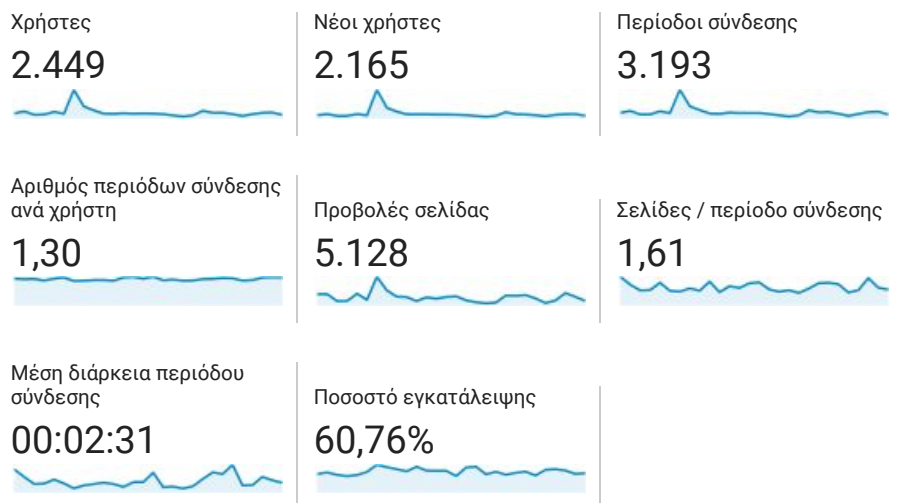 Χρήστες
2.449
Νέοι χρήστες
2.165
Περίοδοι σύνδεσης
3.193
Αριθμός περιόδων σύνδεσης
ανά χρήστη
1,30
Προβολές σελίδας
5.128
Σελίδες / περίοδο σύνδεσης
1,61
Μέση διάρκεια περιόδου
σύνδεσης
00:02:31
Ποσοστό εγκατάλειψης
60,76%